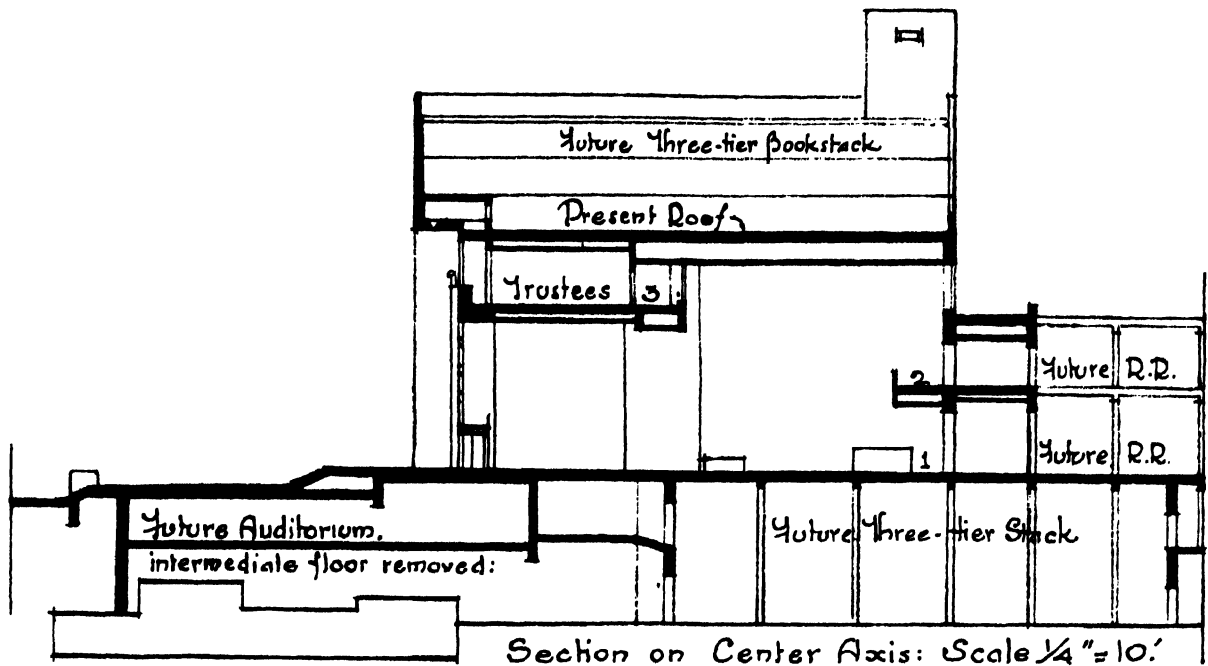 Future Three-tier Bookstack
Present Roof
Trustees 3
Future R.R.
2
Future R.R.
1
Future Auditorium.
intermediate floor removed:
Future Three-tier Stack
Section on Center Axis: Scale 1/4"=10'